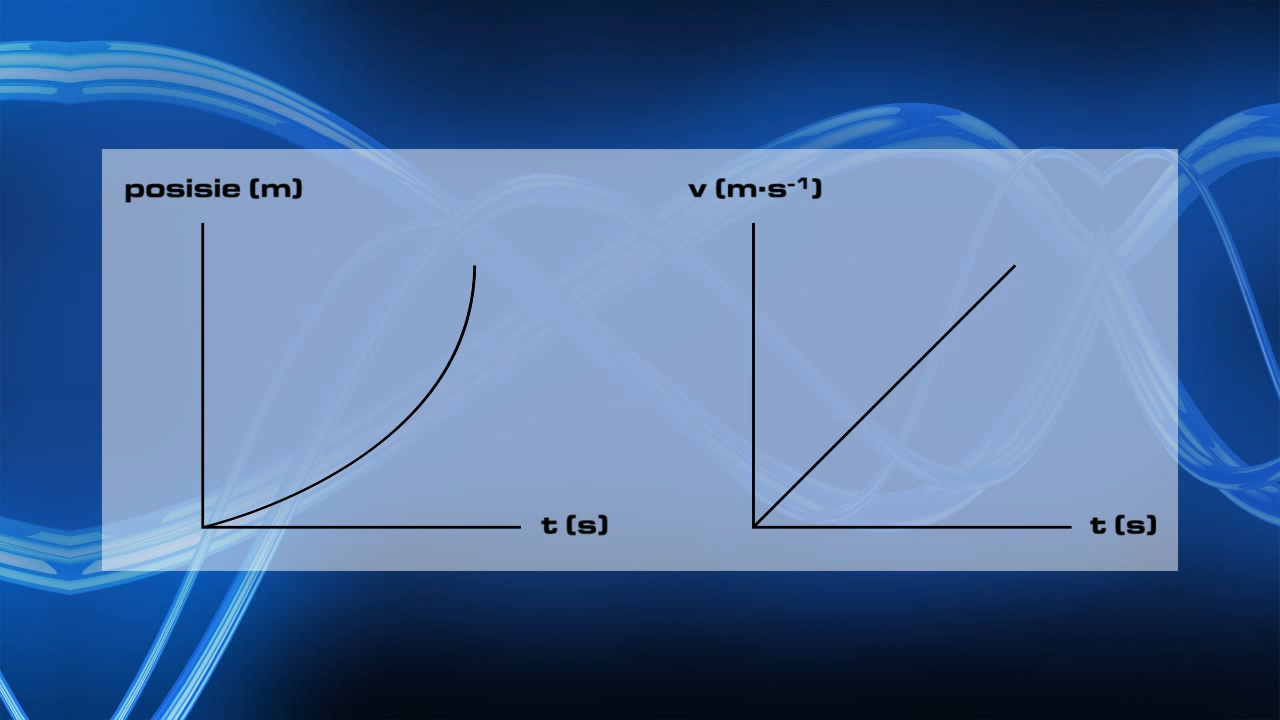 posisie (m)
v (m·s⁻¹)
t (s)
t (s)